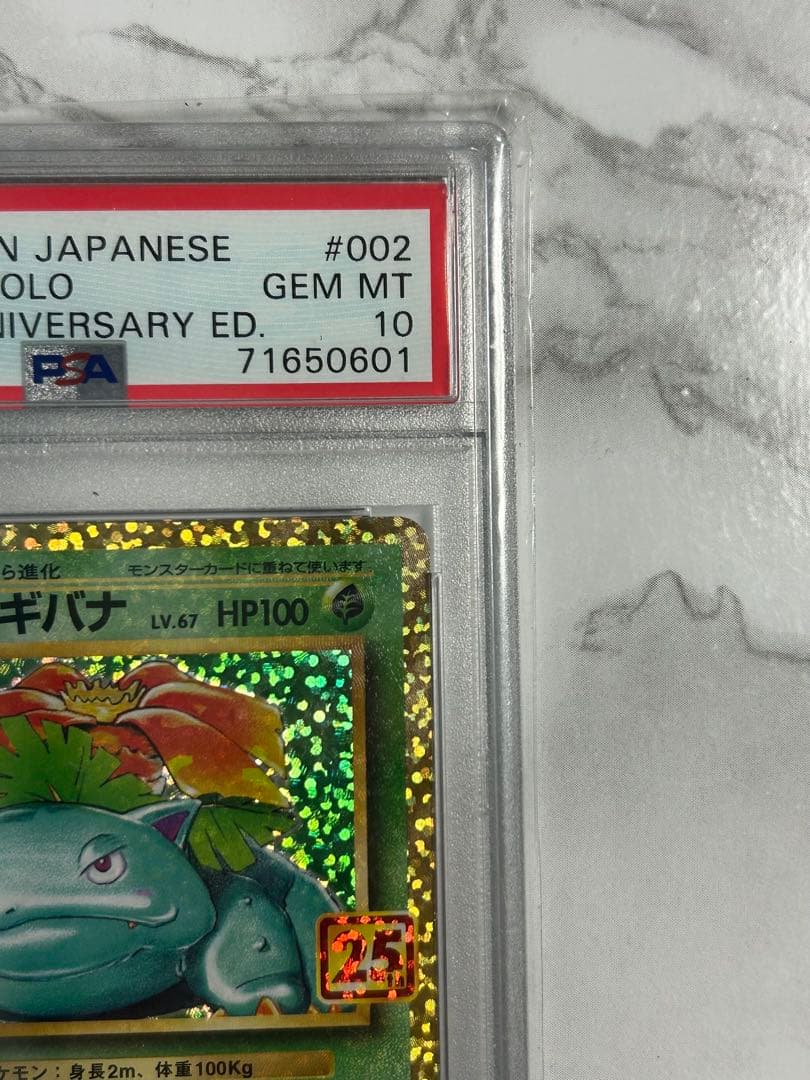 N JAPANESE #002
OLO GEM MT
NIVERSARY ED. 10
PSA 71650601
ら進化 モンスターカードに重ねて使います。
ギバナ LV.67 HP100
25th
ケモン：身長2m、体重100Kg